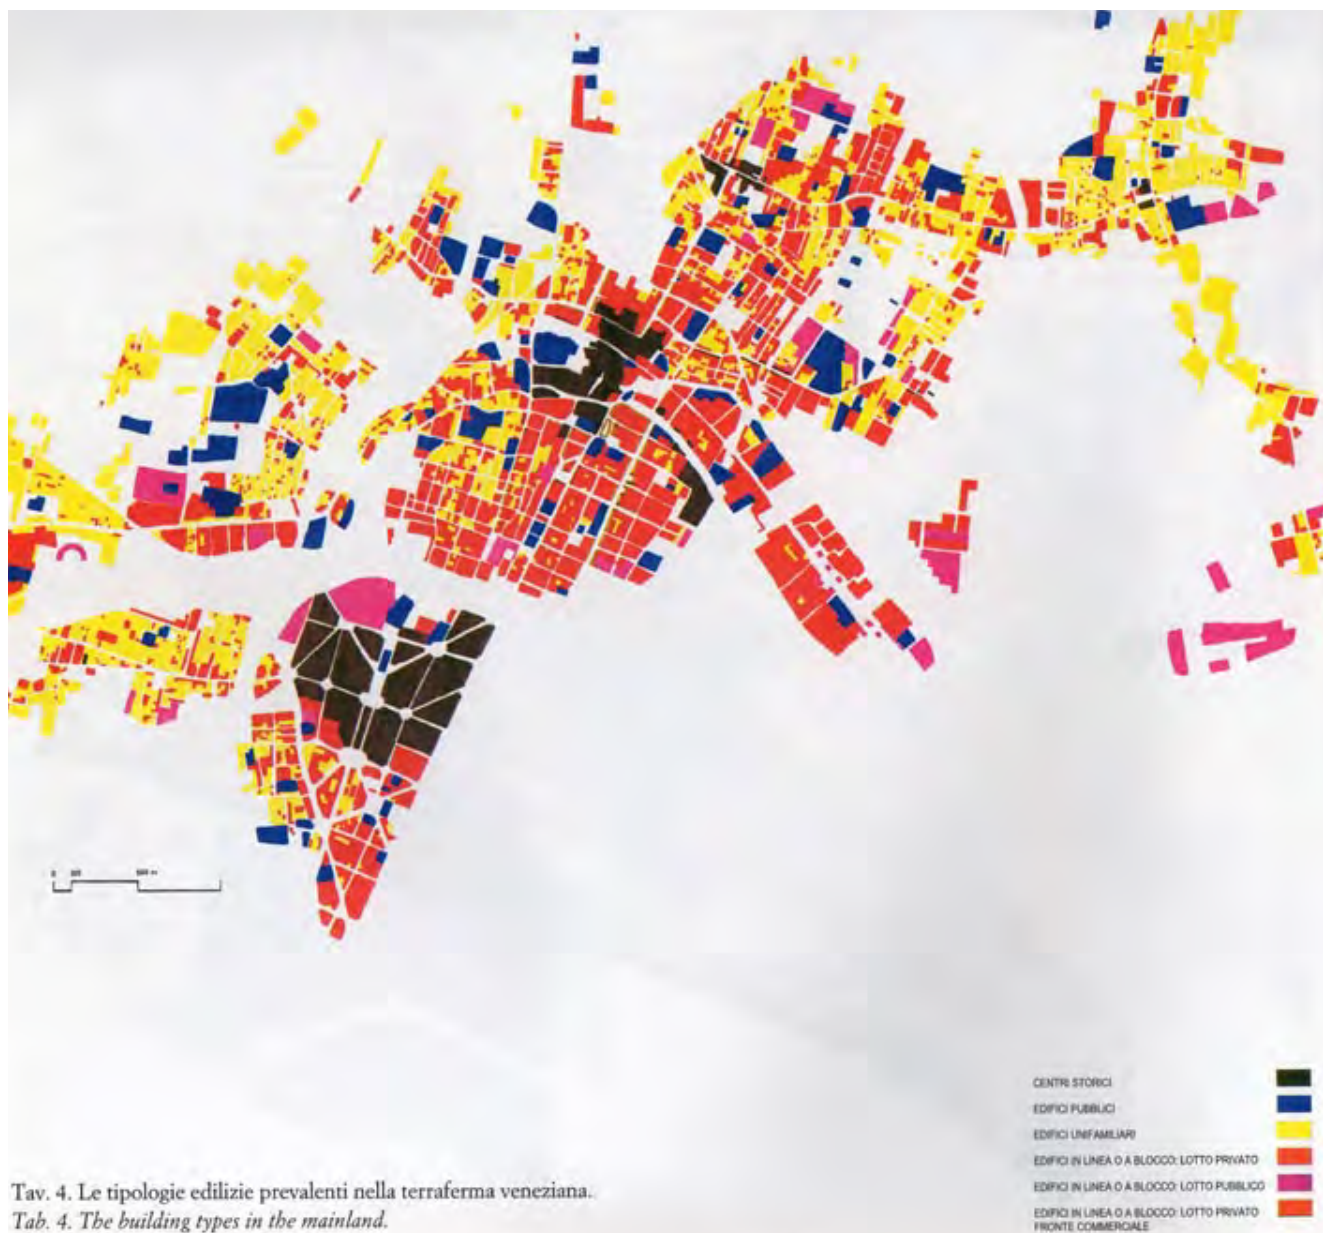 0
500 m
CENTRI STORICI
EDIFICI PUBBLICI
EDIFICI UNIFAMILIARI
EDIFICI IN LINEA O A BLOCCO: LOTTO PRIVATO
EDIFICI IN LINEA O A BLOCCO: LOTTO PUBBLICO
EDIFICI IN LINEA O A BLOCCO: LOTTO PRIVATO
FRONTE COMMERCIALE
Tav. 4. Le tipologie edilizie prevalenti nella terraferma veneziana.
Tab. 4. The building types in the mainland.